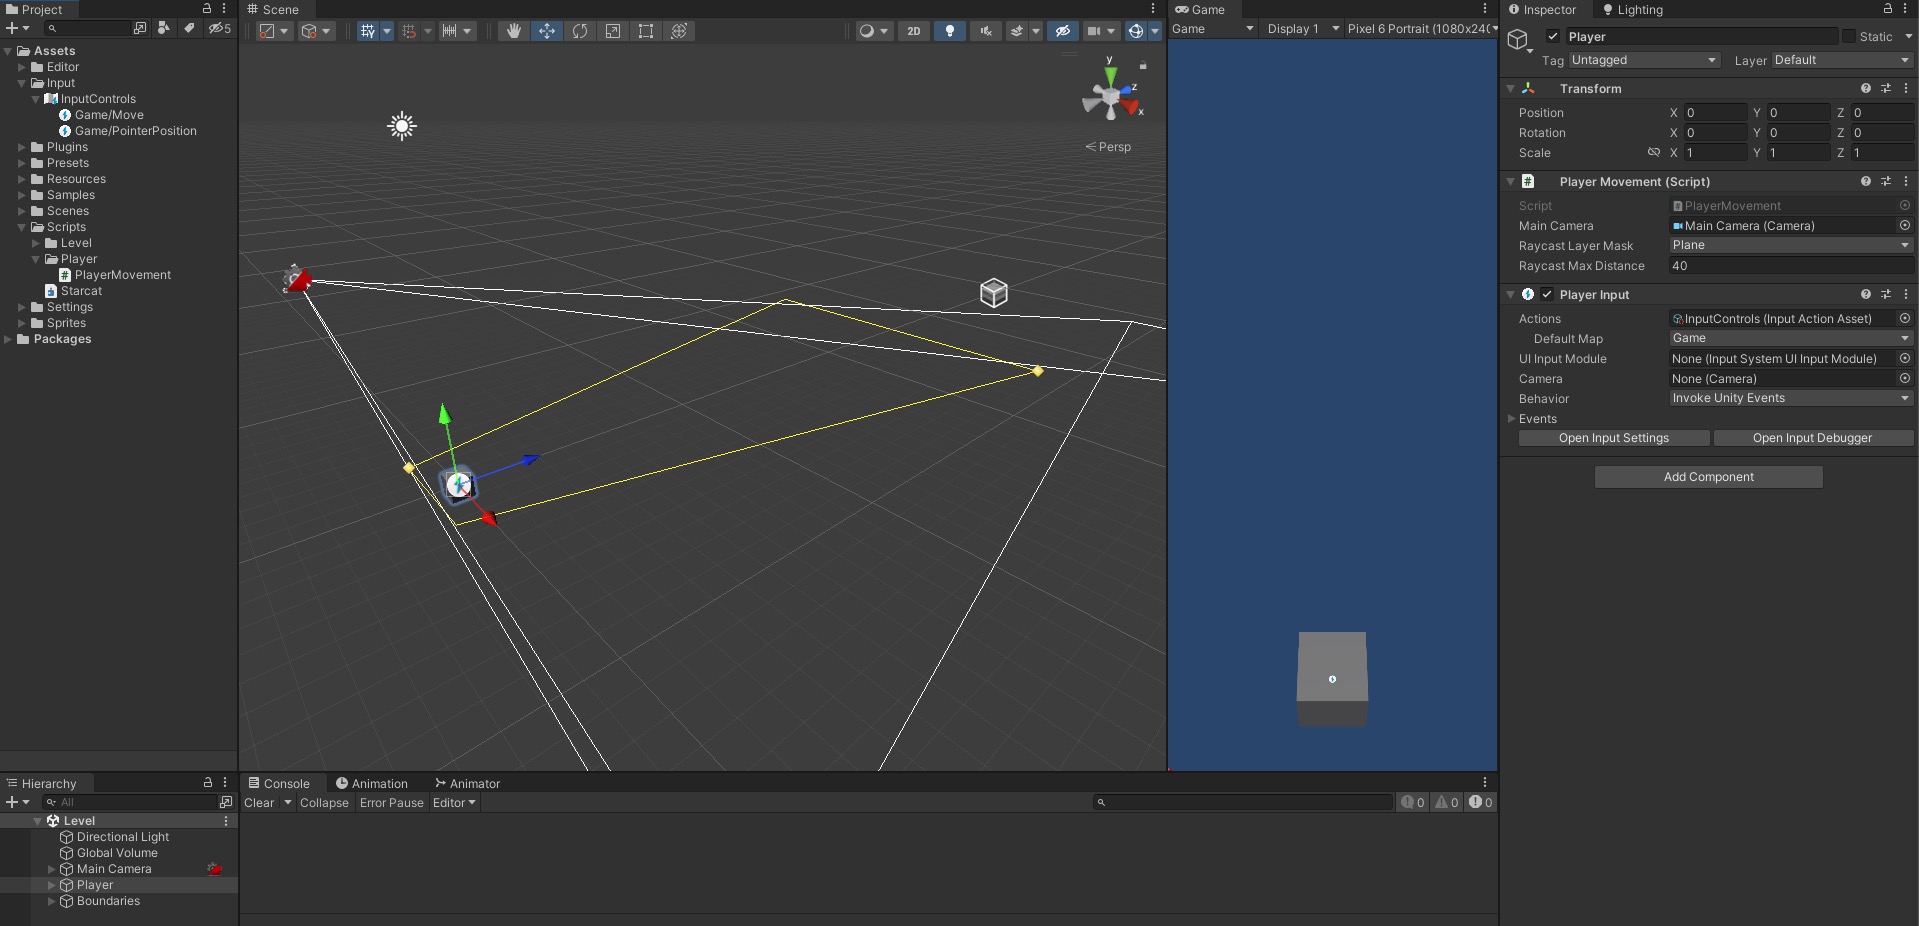 Project
5
Assets
Editor
Input
InputControls
Game/Move
Game/PointerPosition
Plugins
Presets
Resources
Samples
Scenes
Scripts
Level
Player
PlayerMovement
Starcat
Settings
Sprites
Packages
Scene
2D
y
z
x
Persp
Game
Game Display 1 Pixel 6 Portrait (1080x240
Inspector Lighting
Player Static
Tag Untagged Layer Default
Transform
Position X 0 Y 0 Z 0
Rotation X 0 Y 0 Z 0
Scale X 1 Y 1 Z 1
Player Movement (Script)
Script PlayerMovement
Main Camera Main Camera (Camera)
Raycast Layer Mask Plane
Raycast Max Distance 40
Player Input
Actions InputControls (Input Action Asset)
Default Map Game
UI Input Module None (Input System UI Input Module)
Camera None (Camera)
Behavior Invoke Unity Events
Events
Open Input Settings Open Input Debugger
Add Component
Hierarchy
All
Level
Directional Light
Global Volume
Main Camera
Player
Boundaries
Console Animation Animator
Clear Collapse Error Pause Editor 0 0 0